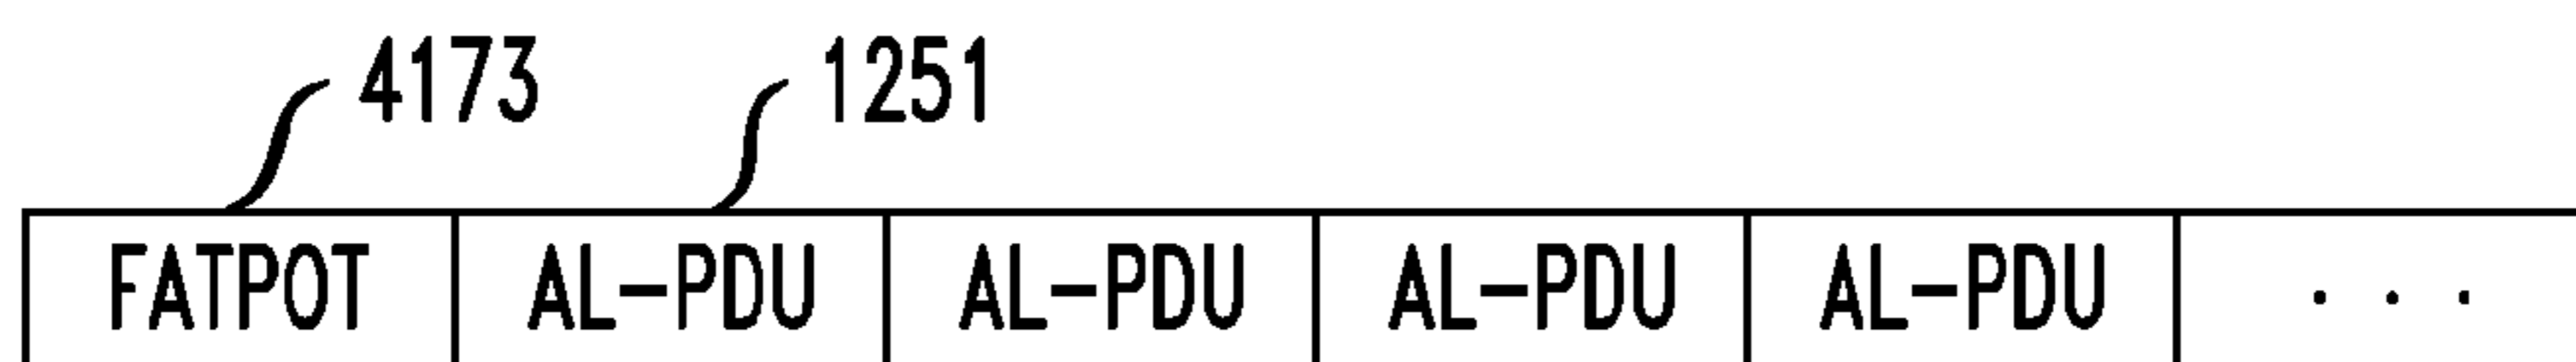 4173 1251
FATPOT AL-PDU AL-PDU AL-PDU AL-PDU . . .